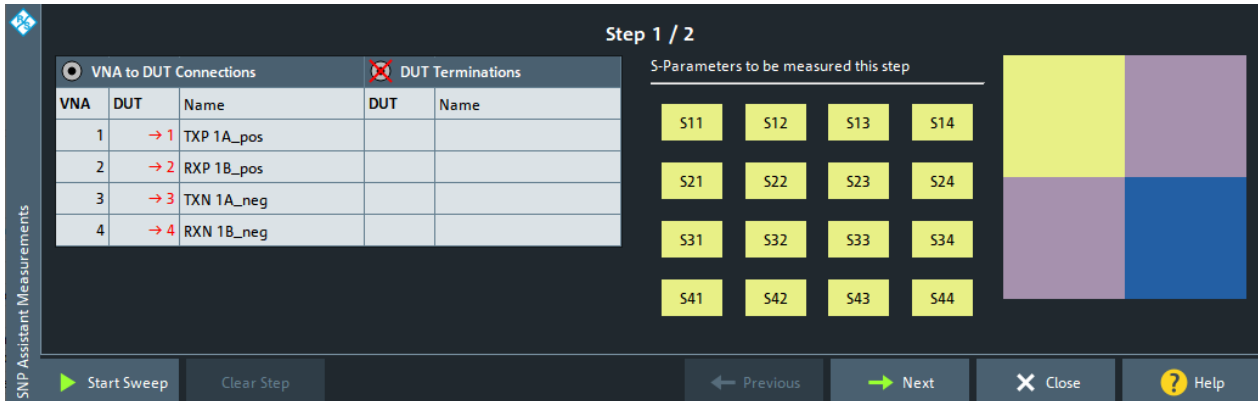 Step 1 / 2
VNA to DUT Connections DUT Terminations
VNA DUT Name DUT Name
1 → 1 TXP 1A_pos
2 → 2 RXP 1B_pos
3 → 3 TXN 1A_neg
4 → 4 RXN 1B_neg
S-Parameters to be measured this step
S11 S12 S13 S14
S21 S22 S23 S24
S31 S32 S33 S34
S41 S42 S43 S44
SNP Assistant Measurements
Start Sweep Clear Step Previous Next Close Help